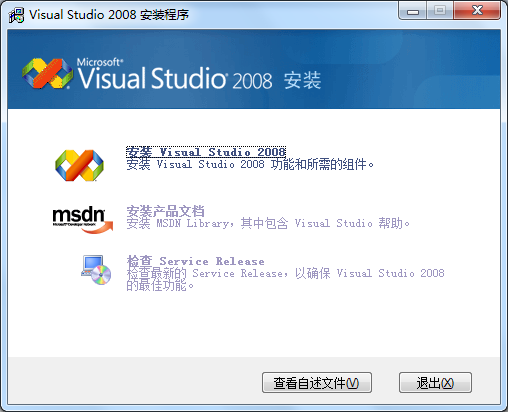 Visual Studio 2008 安装程序
Microsoft®
Visual Studio 2008 安装
安装 Visual Studio 2008
安装 Visual Studio 2008 功能和所需的组件。
msdn
Microsoft Developer Network
安装产品文档
安装 MSDN Library，其中包含 Visual Studio 帮助。
检查 Service Release
检查最新的 Service Release，以确保 Visual Studio 2008
的最佳功能。
查看自述文件(V)
退出(X)